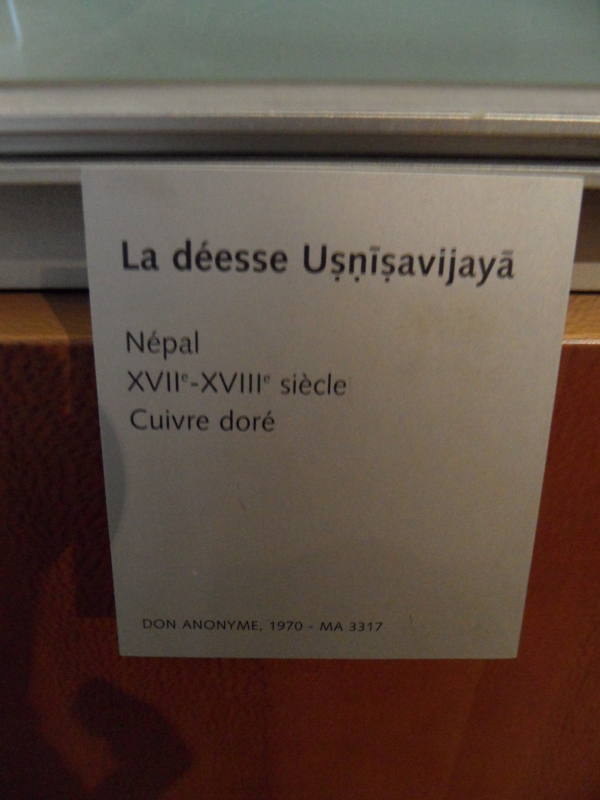 La déesse Uṣṇīṣavijayā
Népal
XVIIᵉ-XVIIIᵉ siècle
Cuivre doré
DON ANONYME, 1970 - MA 3317